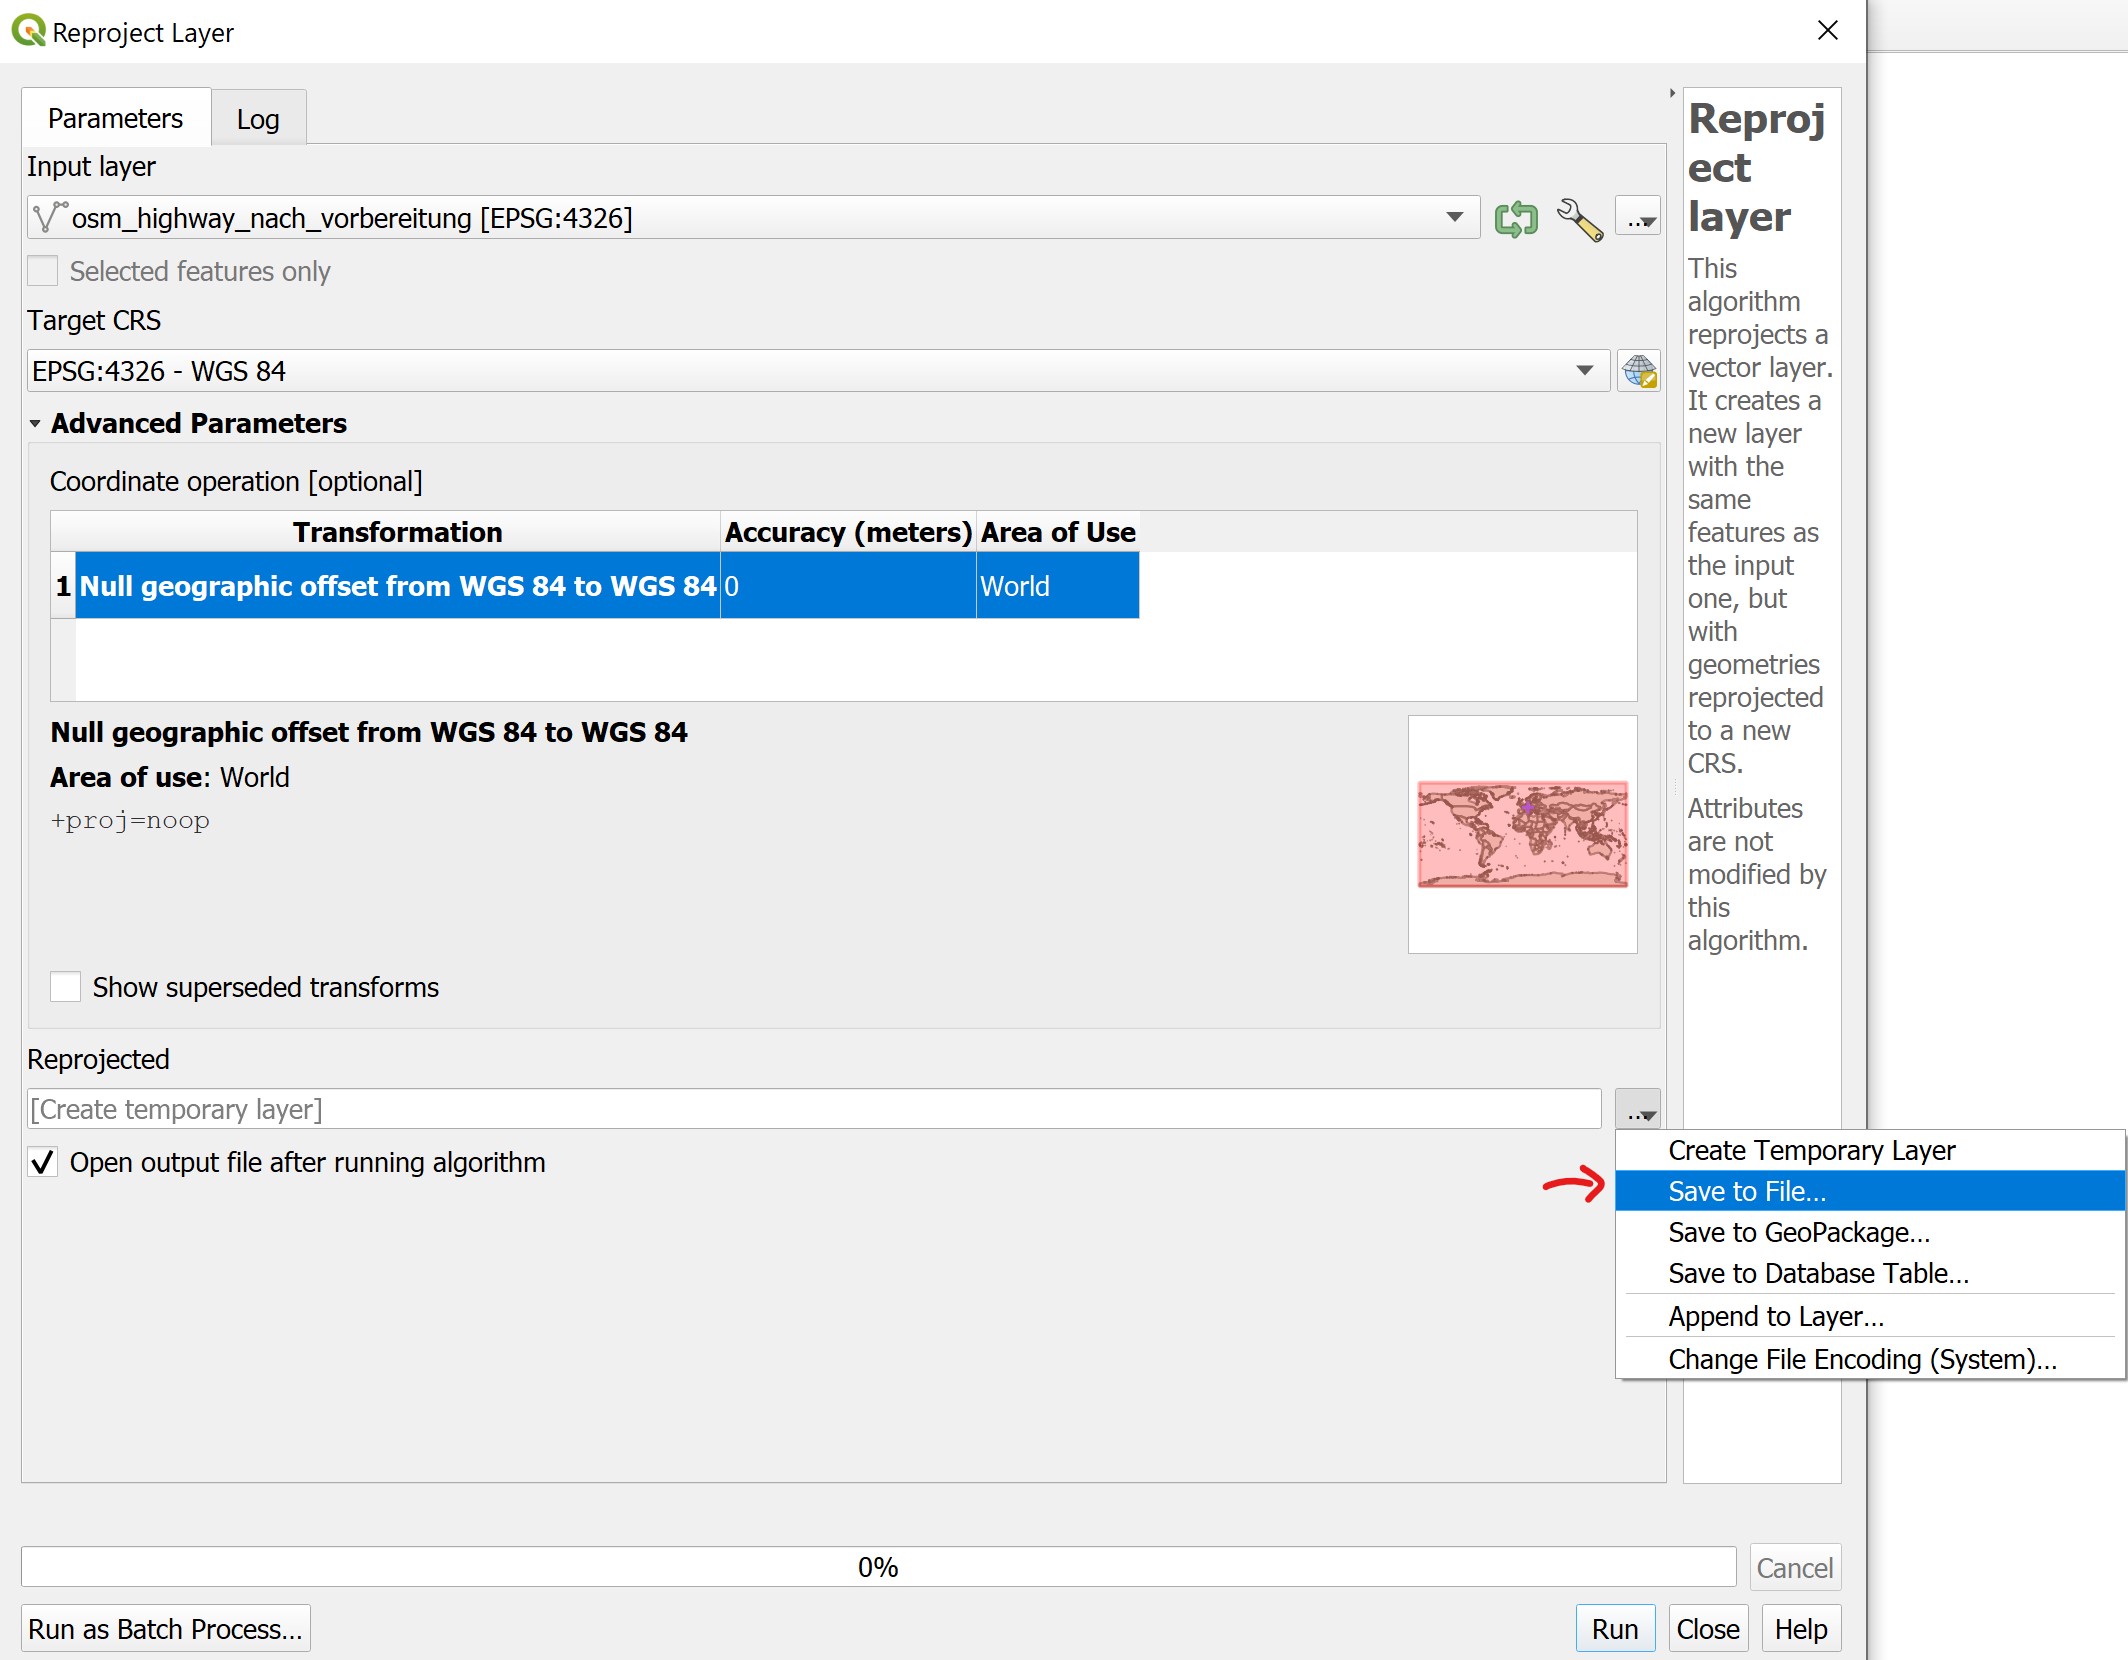 Reproject Layer
Parameters
Log
Input layer
osm_highway_nach_vorbereitung [EPSG:4326]
...
Selected features only
Target CRS
EPSG:4326 - WGS 84
Advanced Parameters
Coordinate operation [optional]
Transformation Accuracy (meters) Area of Use
1 Null geographic offset from WGS 84 to WGS 84 0 World
Null geographic offset from WGS 84 to WGS 84
Area of use: World
+proj=noop
Show superseded transforms
Reprojected
[Create temporary layer]
...
Open output file after running algorithm
Reproj
ect
layer
This
algorithm
reprojects a
vector layer.
It creates a
new layer
with the
same
features as
the input
one, but
with
geometries
reprojected
to a new
CRS.
Attributes
are not
modified by
this
algorithm.
Create Temporary Layer
Save to File...
Save to GeoPackage...
Save to Database Table...
Append to Layer...
Change File Encoding (System)...
0%
Cancel
Run as Batch Process...
Run
Close
Help